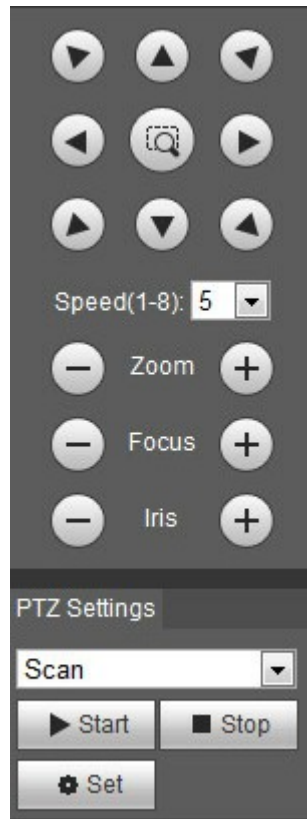 Speed(1-8): 5
Zoom
Focus
Iris
PTZ Settings
Scan
Start Stop
Set